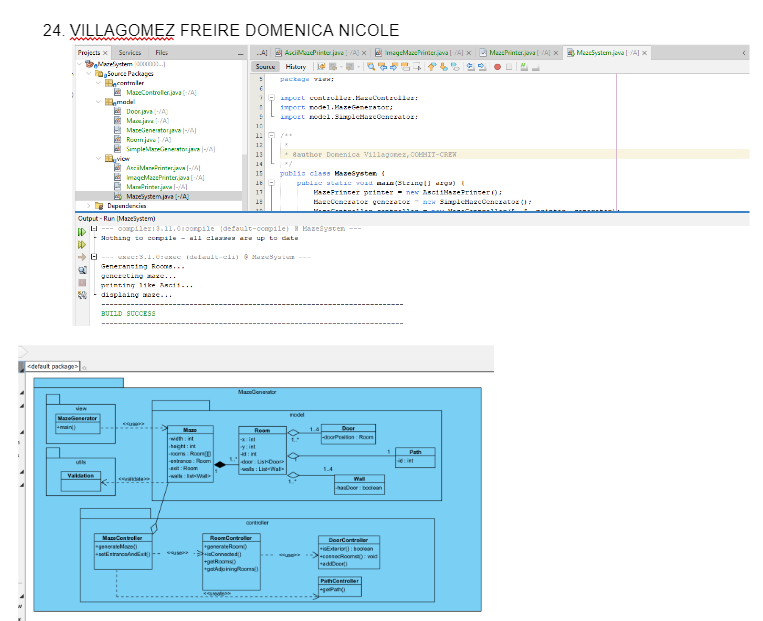 24. VILLAGOMEZ FREIRE DOMENICA NICOLE
Projects × Services Files
MazeSystem
Source Packages
controller
MazeController.java [-/A]
model
Door.java [-/A]
Maze.java [-/A]
MazeGenerator.java [-/A]
Room.java [-/A]
SimpleMazeGenerator.java [-/A]
view
AsciiMazePrinter.java [-/A]
ImageMazePrinter.java [-/A]
MazePrinter.java [-/A]
MazeSystem.java [-/A]
Dependencies
...A] AsciiMazePrinter.java [-/A] × ImageMazePrinter.java [-/A] × MazePrinter.java [-/A] × MazeSystem.java [-/A] ×
Source History
5 package view;
6
7 import controller.MazeController;
8 import model.MazeGenerator;
9 import model.SimpleMazeGenerator;
10
11 /**
12 *
13 * @author Domenica Villagomez,COMMIT-CREW
14 */
15 public class MazeSystem {
16 public static void main(String[] args) {
17 MazePrinter printer = new AsciiMazePrinter();
18 MazeGenerator generator = new SimpleMazeGenerator();
Output - Run (MazeSystem)
--- compiler:3.11.0:compile (default-compile) @ MazeSystem ---
Nothing to compile - all classes are up to date
--- exec:3.1.0:exec (default-cli) @ MazeSystem ---
Generanting Rooms...
printing like Ascii...
displaing maze...
BUILD SUCCESS
<default package>
MazeGenerator
view
MazeGenerator
+main()
<<use>>
utils
Validation
<<validate>>
model
Maze
-width : int
-height : int
-rooms : Room[][]
-entrance : Room
-exit : Room
-walls : list<Wall>
1
1..*
Room
-x : int
-y : int
-id : int
-door : List<Door>
-walls : List<Wall>
1..4
1..*
Door
-doorPosition : Room
1
1
Path
-id : int
1..4
1..*
Wall
-hasDoor : boolean
controller
MazeController
+generateMaze()
+setEntranceAndExit()
<<use>>
RoomController
+generateRoom()
+isConnected()
+getRooms()
+getAdjoiningRooms()
<<use>>
DoorController
+isExterior() : boolean
+connectRooms() : void
+addDoor()
PathController
+getPath()
<<create>>